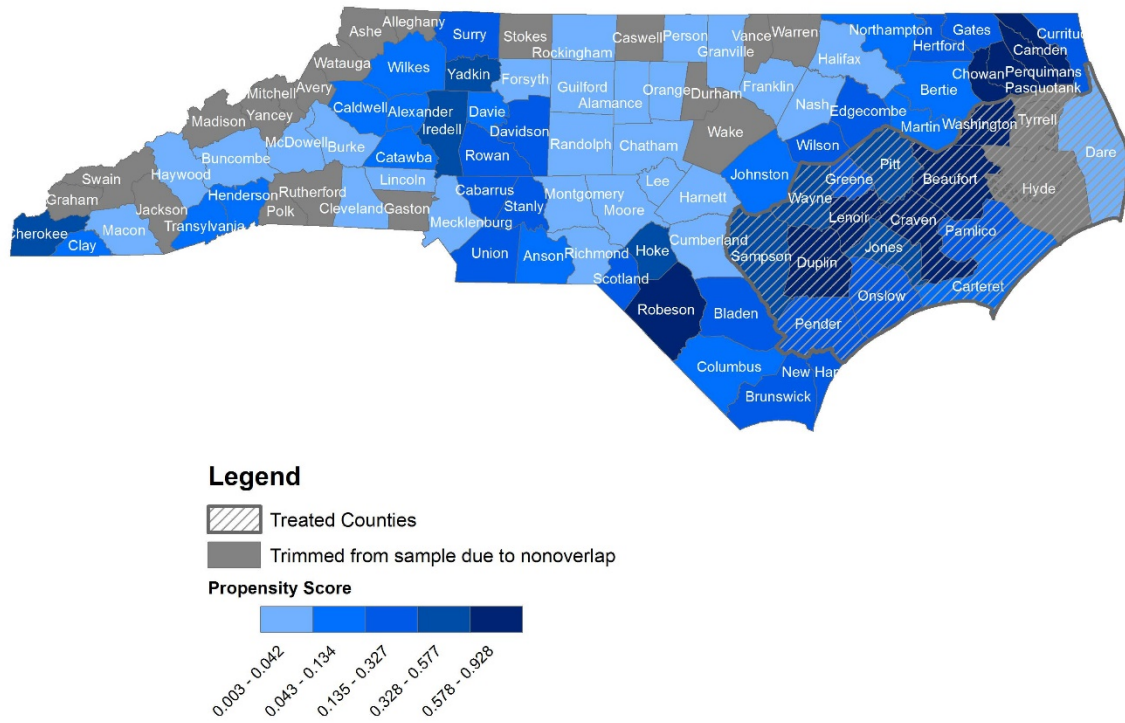 Ashe
Alleghany
Surry
Stokes
Rockingham
Caswell
Person
Granville
Vance
Warren
Northampton
Gates
Hertford
Currituck
Camden
Watauga
Wilkes
Yadkin
Forsyth
Guilford
Alamance
Orange
Durham
Franklin
Halifax
Bertie
Chowan
Perquimans
Pasquotank
Mitchell
Avery
Caldwell
Alexander
Iredell
Davie
Davidson
Nash
Edgecombe
Martin
Washington
Tyrrell
Dare
Madison
Yancey
McDowell
Burke
Catawba
Rowan
Randolph
Chatham
Wake
Wilson
Pitt
Beaufort
Hyde
Swain
Haywood
Buncombe
Lincoln
Johnston
Greene
Wayne
Graham
Jackson
Henderson
Rutherford
Polk
Cleveland
Gaston
Cabarrus
Stanly
Montgomery
Moore
Lee
Harnett
Lenoir
Craven
Pamlico
Cherokee
Clay
Macon
Transylvania
Mecklenburg
Union
Anson
Richmond
Scotland
Hoke
Cumberland
Sampson
Duplin
Jones
Carteret
Onslow
Robeson
Bladen
Pender
Columbus
New Han
Brunswick
Legend
Treated Counties
Trimmed from sample due to nonoverlap
Propensity Score
0.003 - 0.042
0.043 - 0.134
0.135 - 0.327
0.328 - 0.577
0.578 - 0.928